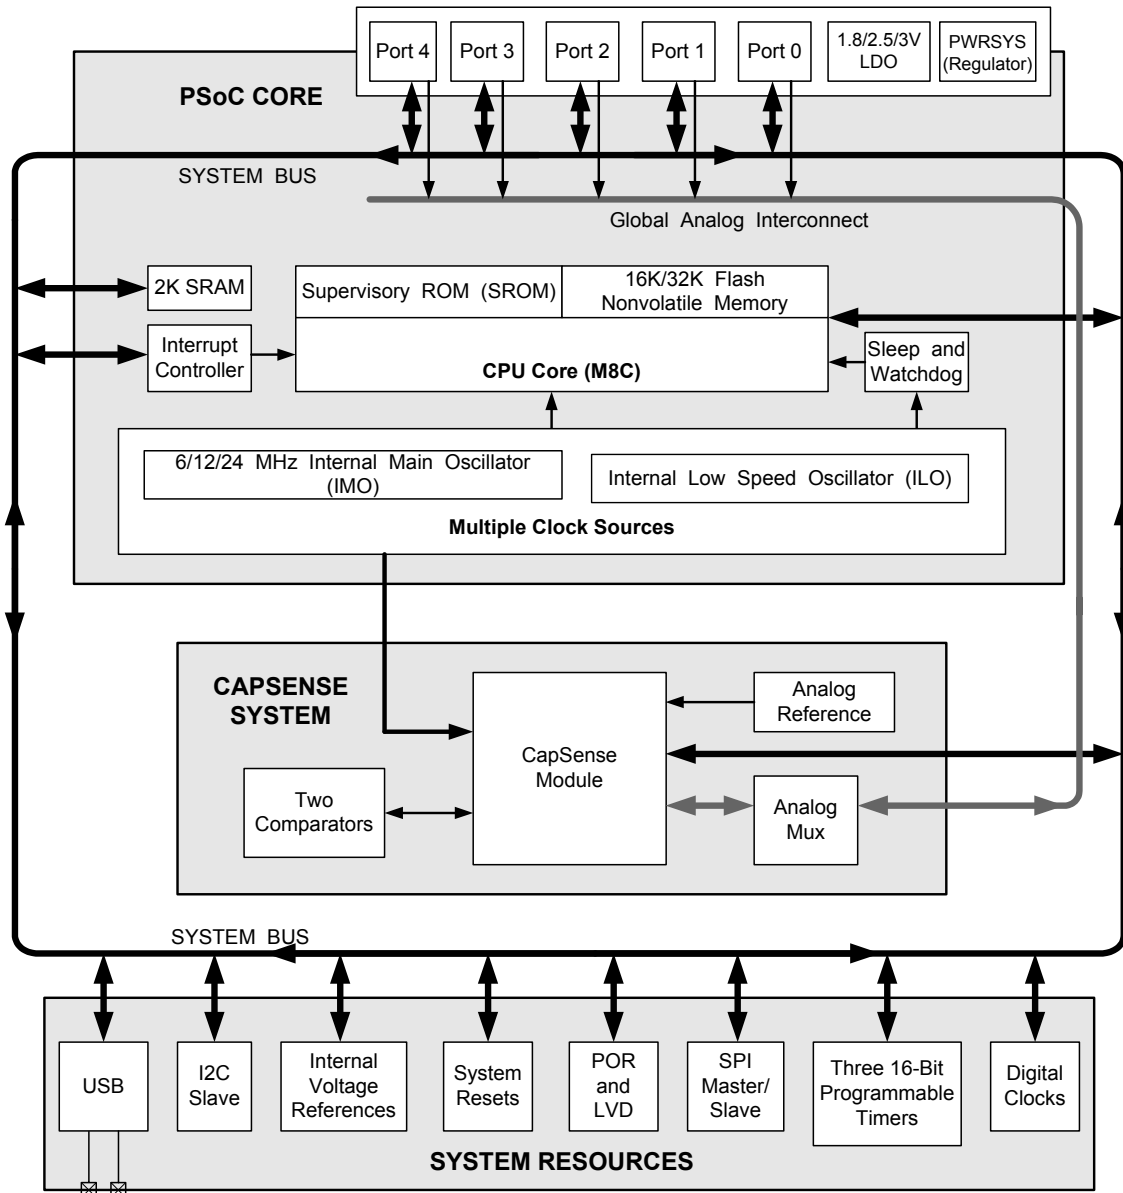 Port 4
Port 3
Port 2
Port 1
Port 0
1.8/2.5/3V
LDO
PWRSYS
(Regulator)
PSoC CORE
SYSTEM BUS
Global Analog Interconnect
2K SRAM
Supervisory ROM (SROM)
16K/32K Flash
Nonvolatile Memory
Interrupt
Controller
CPU Core (M8C)
Sleep and
Watchdog
6/12/24 MHz Internal Main Oscillator
(IMO)
Internal Low Speed Oscillator (ILO)
Multiple Clock Sources
CAPSENSE
SYSTEM
CapSense
Module
Analog
Reference
Two
Comparators
Analog
Mux
SYSTEM BUS
USB
I2C
Slave
Internal
Voltage
References
System
Resets
POR
and
LVD
SPI
Master/
Slave
Three 16-Bit
Programmable
Timers
Digital
Clocks
SYSTEM RESOURCES